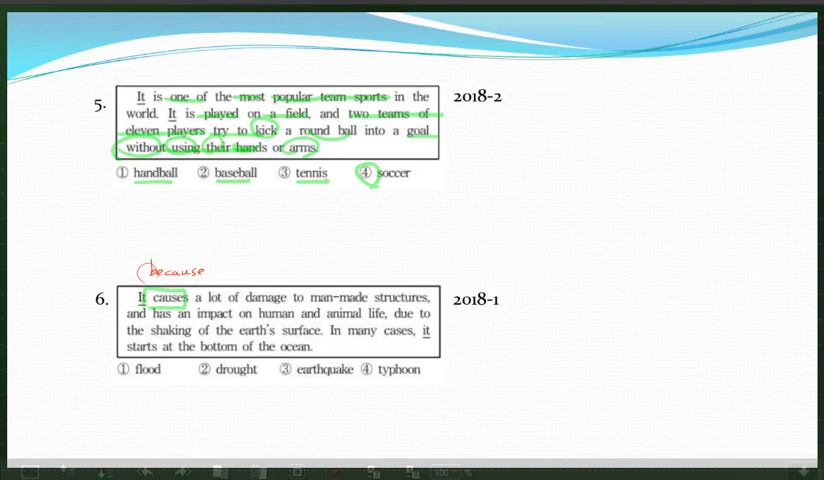 5.
It is one of the most popular team sports in the
world. It is played on a field, and two teams of
eleven players try to kick a round ball into a goal
without using their hands or arms.
2018-2
① handball ② baseball ③ tennis ④ soccer
because
6.
It causes a lot of damage to man-made structures,
and has an impact on human and animal life, due to
the shaking of the earth's surface. In many cases, it
starts at the bottom of the ocean.
2018-1
① flood ② drought ③ earthquake ④ typhoon
100 %